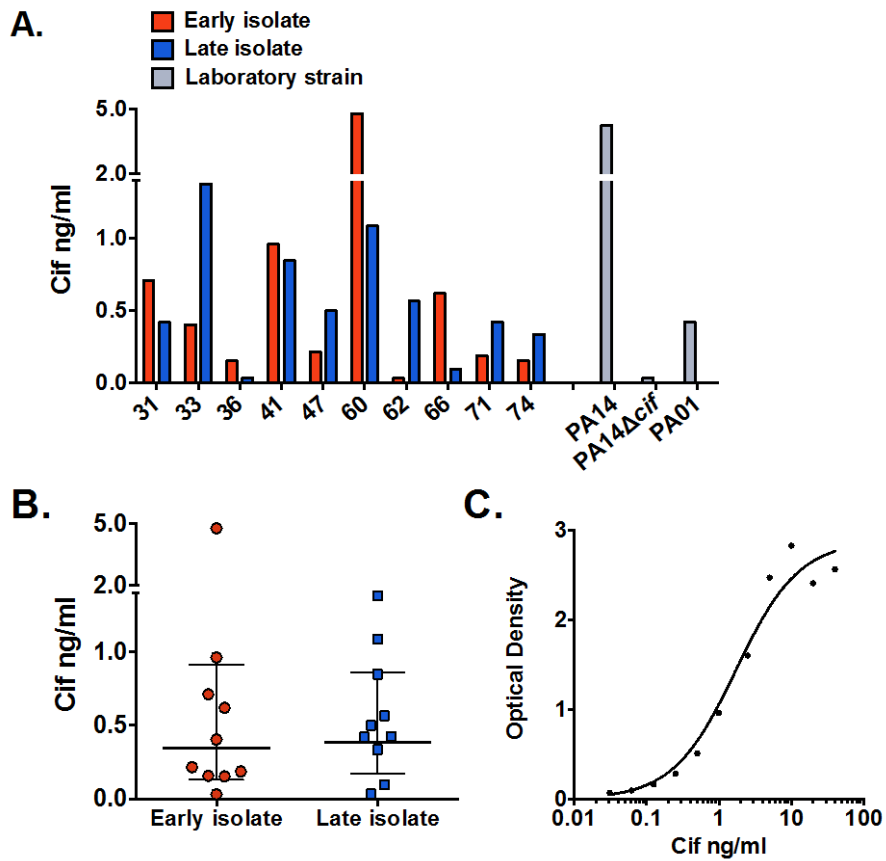 A.
Early isolate
Late isolate
Laboratory strain
Cif ng/ml
5.0
2.0
1.0
0.5
0.0
31 33 36 41 47 60 62 66 71 74 PA14 PA14Δcif PA01
B.
Cif ng/ml
5.0
2.0
1.0
0.5
0.0
Early isolate Late isolate
C.
Optical Density
3
2
1
0
0.01 0.1 1 10 100
Cif ng/ml